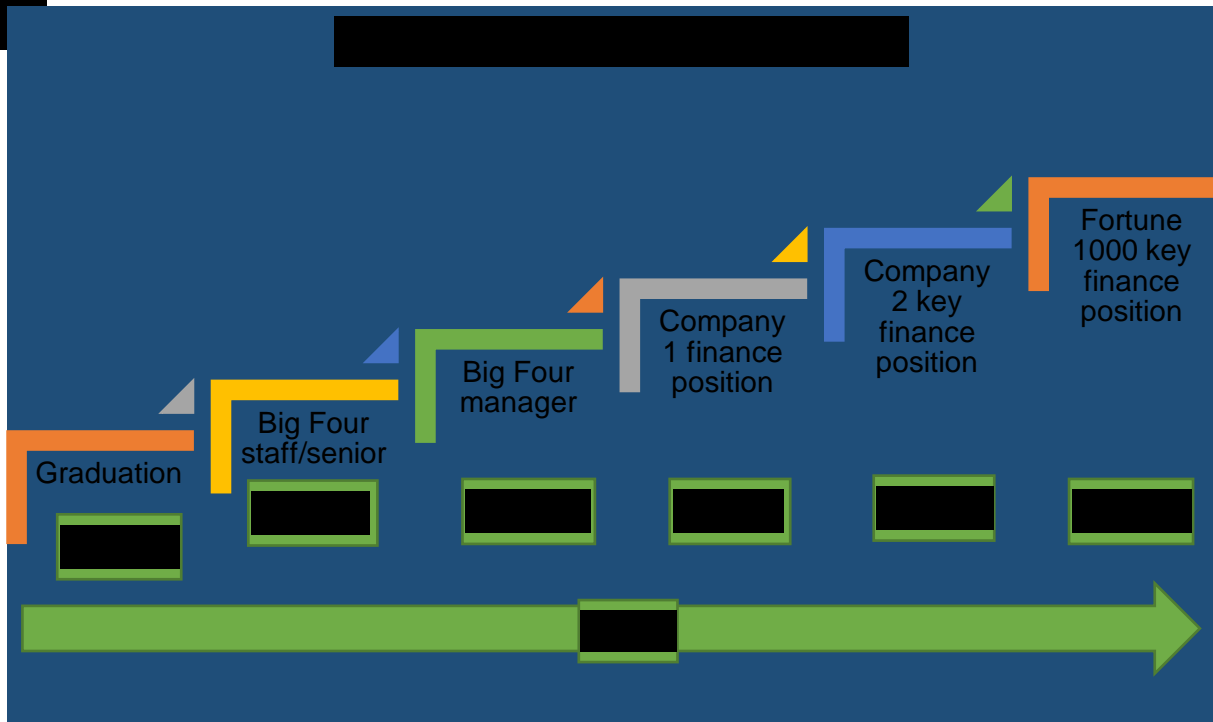 Graduation
Big Four
staff/senior
Big Four
manager
Company
1 finance
position
Company
2 key
finance
position
Fortune
1000 key
finance
position